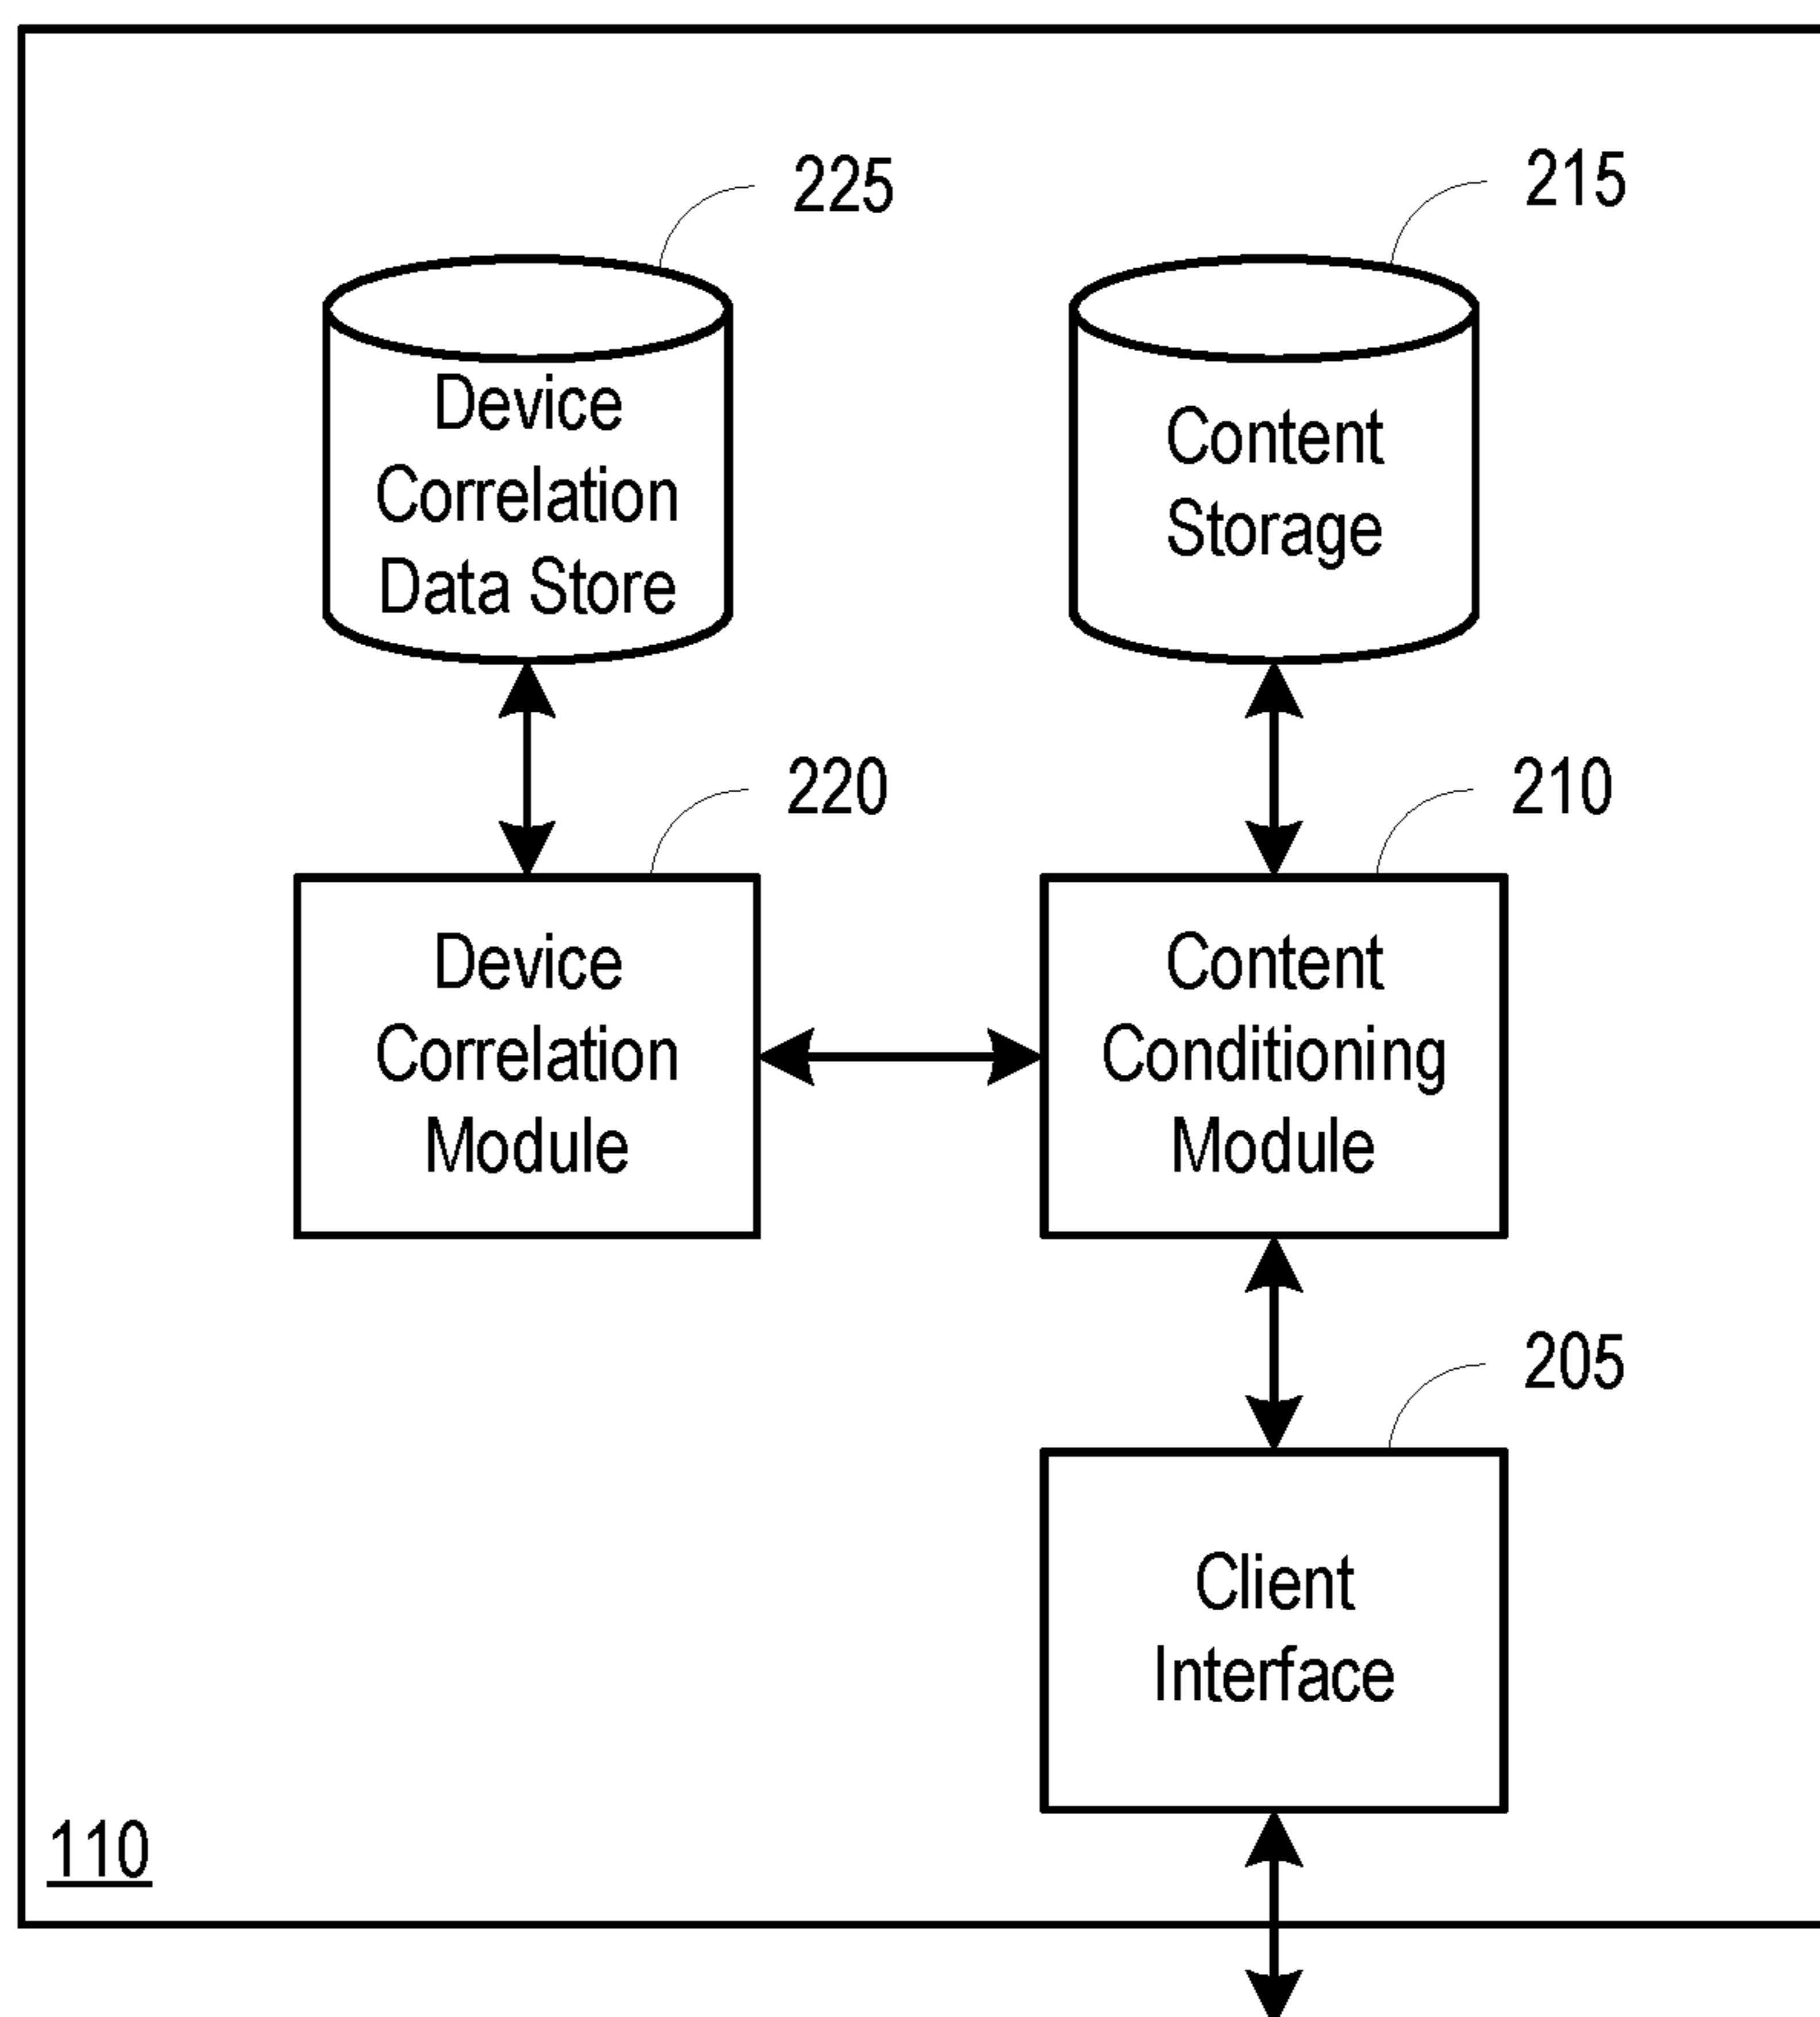 225
215
Device
Correlation
Data Store
Content
Storage
220
210
Device
Correlation
Module
Content
Conditioning
Module
205
Client
Interface
110